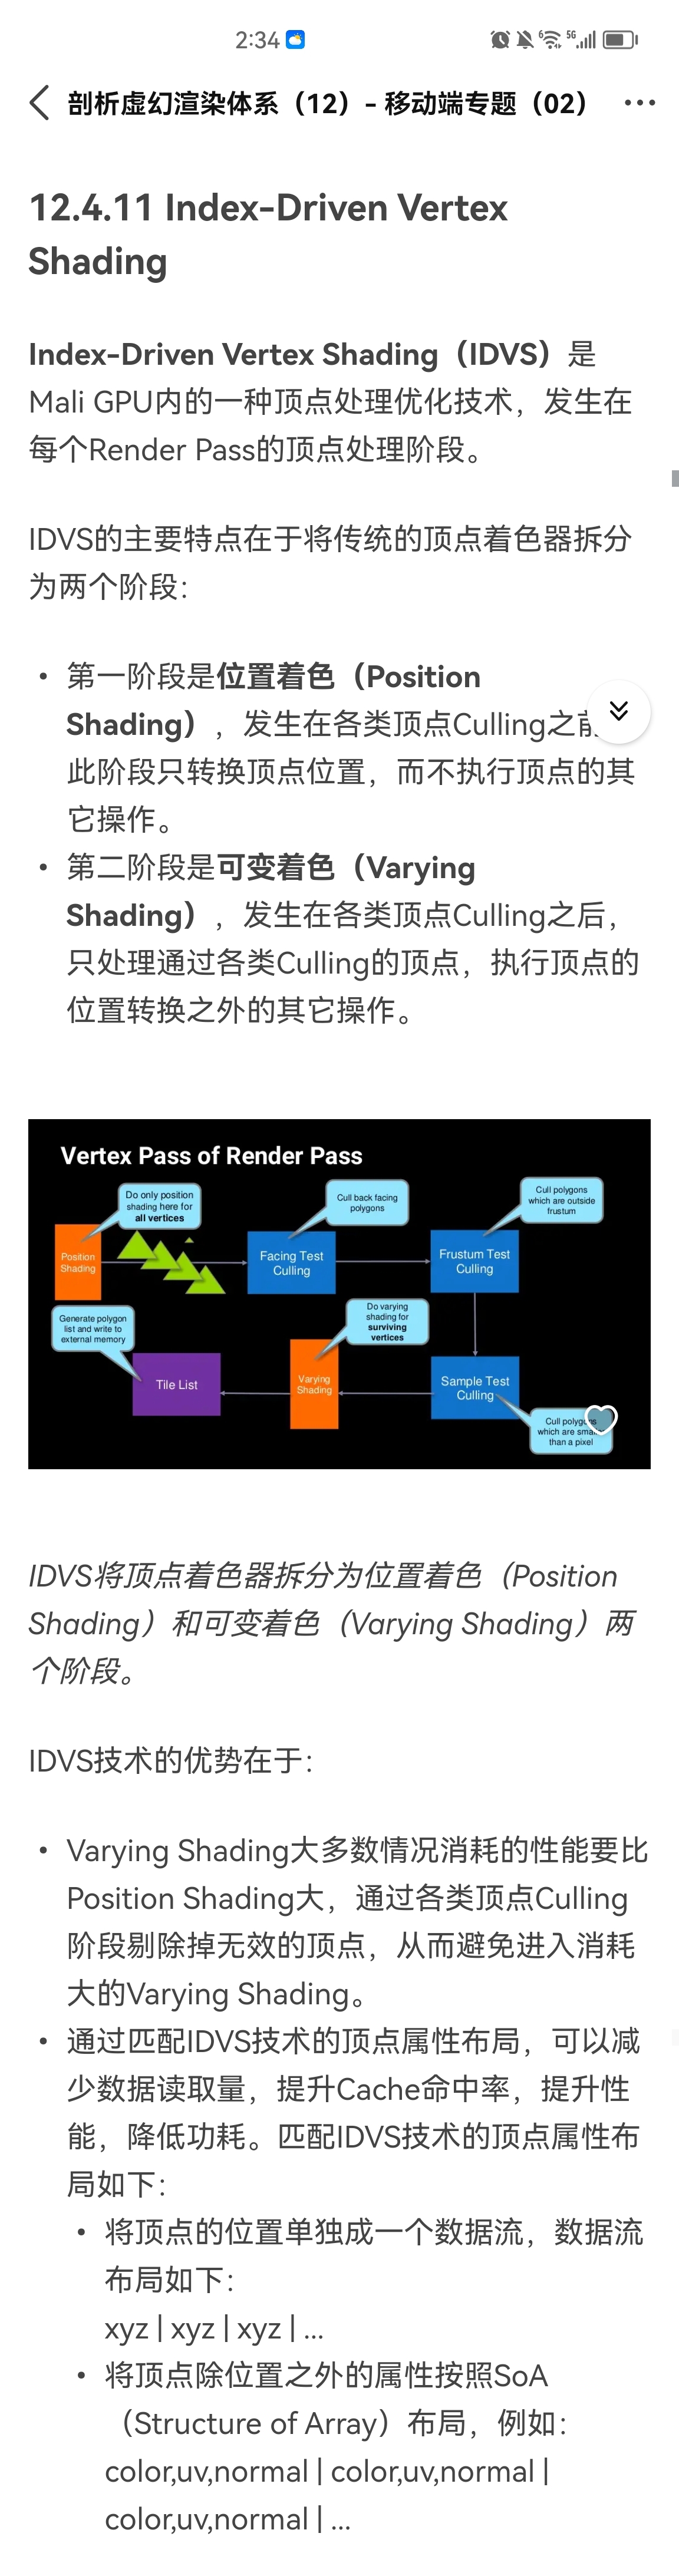 2:34
6
5G
剖析虚幻渲染体系（12）- 移动端专题（02）
12.4.11 Index-Driven Vertex
Shading
Index-Driven Vertex Shading（IDVS）是
Mali GPU内的一种顶点处理优化技术，发生在
每个Render Pass的顶点处理阶段。
IDVS的主要特点在于将传统的顶点着色器拆分
为两个阶段：
• 第一阶段是位置着色（Position
Shading），发生在各类顶点Culling之前
此阶段只转换顶点位置，而不执行顶点的其
它操作。
• 第二阶段是可变着色（Varying
Shading），发生在各类顶点Culling之后，
只处理通过各类Culling的顶点，执行顶点的
位置转换之外的其它操作。
Vertex Pass of Render Pass
Do only position
shading here for
all vertices
Cull back facing
polygons
Cull polygons
which are outside
frustum
Position
Shading
Facing Test
Culling
Frustum Test
Culling
Generate polygon
list and write to
external memory
Do varying
shading for
surviving
vertices
Tile List
Varying
Shading
Sample Test
Culling
Cull polygons
which are small
than a pixel
IDVS将顶点着色器拆分为位置着色（Position
Shading）和可变着色（Varying Shading）两
个阶段。
IDVS技术的优势在于：
• Varying Shading大多数情况消耗的性能要比
Position Shading大，通过各类顶点Culling
阶段剔除掉无效的顶点，从而避免进入消耗
大的Varying Shading。
• 通过匹配IDVS技术的顶点属性布局，可以减
少数据读取量，提升Cache命中率，提升性
能，降低功耗。匹配IDVS技术的顶点属性布
局如下：
• 将顶点的位置单独成一个数据流，数据流
布局如下：
xyz | xyz | xyz | ...
• 将顶点除位置之外的属性按照SoA
（Structure of Array）布局，例如：
color,uv,normal | color,uv,normal |
color,uv,normal | ...